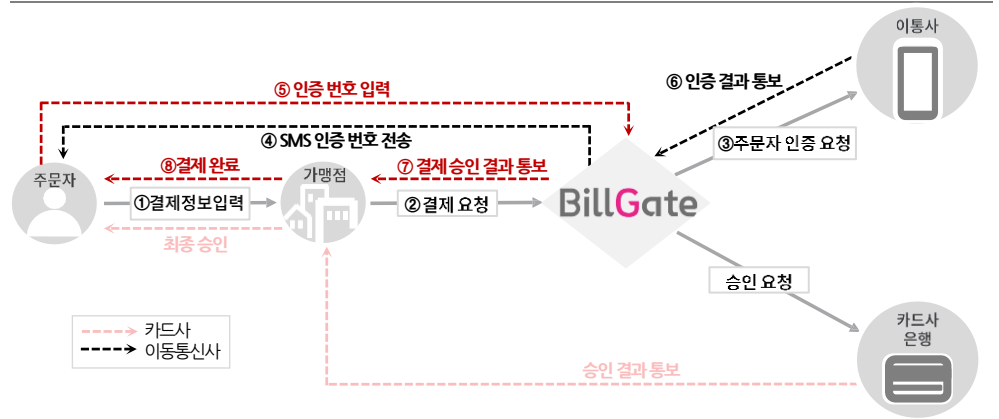 이통사
⑤ 인증 번호 입력
⑥ 인증 결과 통보
④ SMS 인증 번호 전송
③주문자 인증 요청
⑧결제 완료
가맹점
⑦ 결제 승인 결과 통보
주문자
①결제정보입력
② 결제 요청
BillGate
최종 승인
승인 요청
카드사
은행
카드사
이동통신사
승인 결과 통보